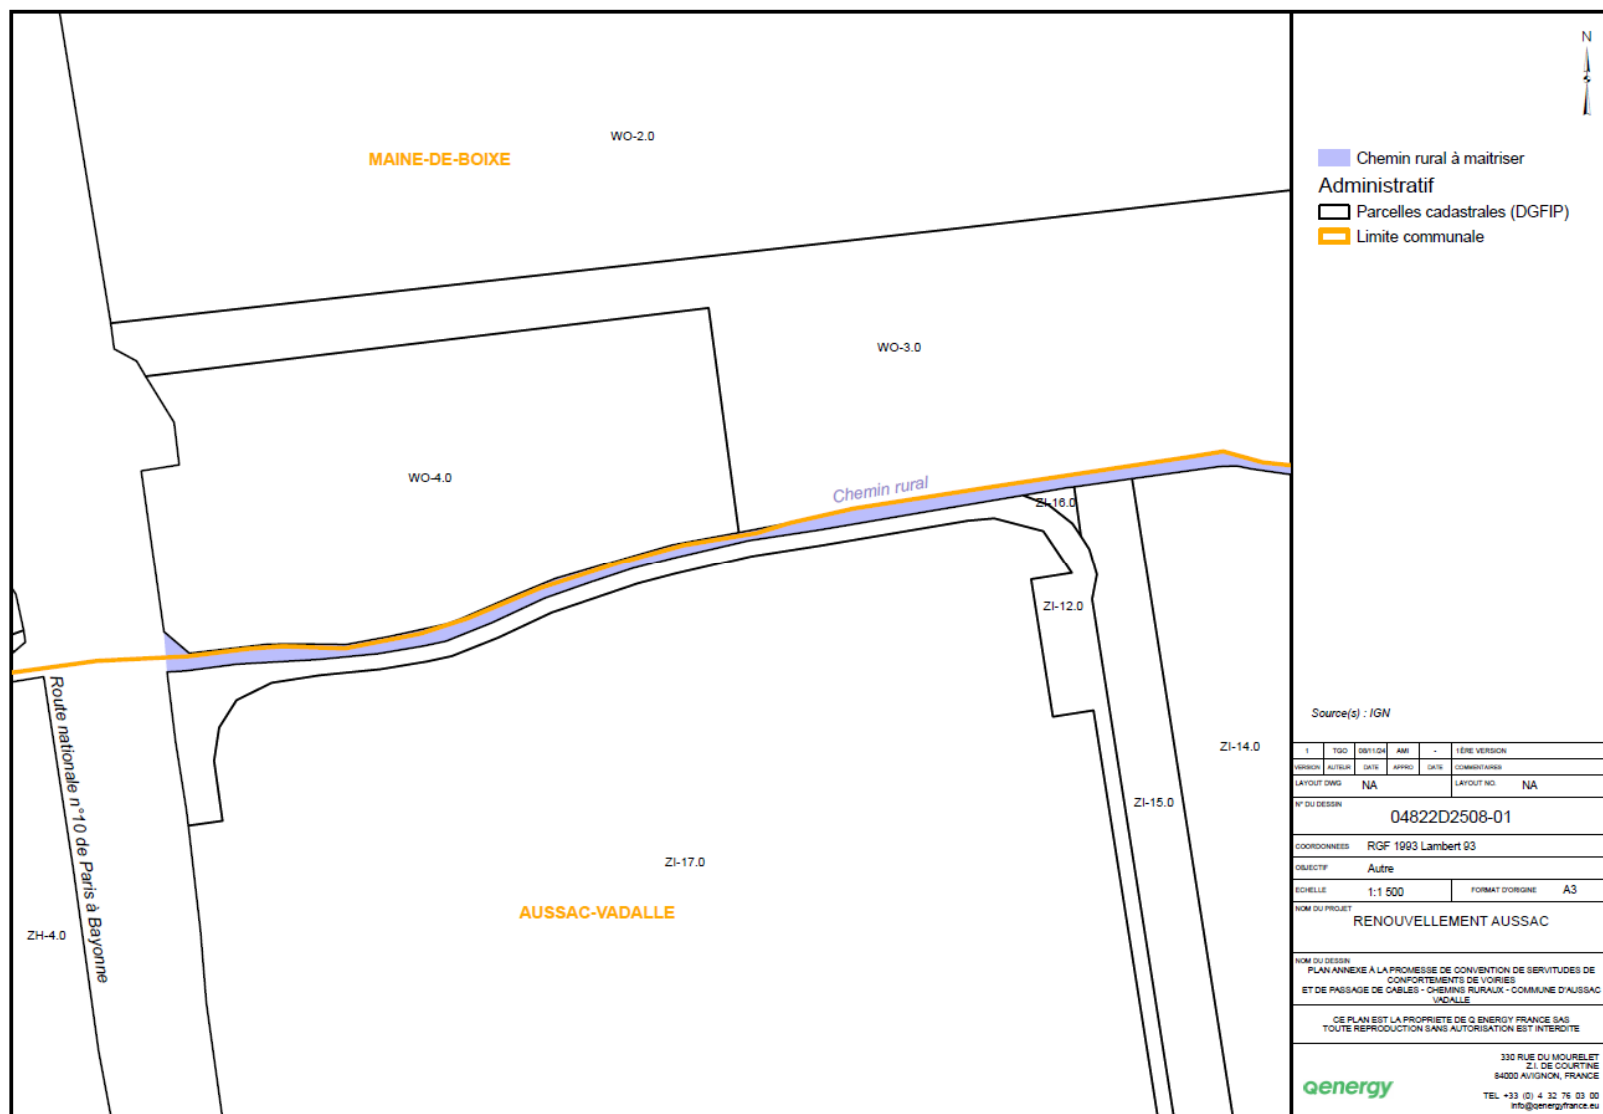 N
WO-2.0
MAINE-DE-BOIXE
Chemin rural à maitriser
Administratif
Parcelles cadastrales (DGFIP)
Limite communale
WO-3.0
WO-4.0
Chemin rural
ZI-16.0
ZI-12.0
ZI-14.0
ZI-15.0
ZI-17.0
AUSSAC-VADALLE
ZH-4.0
Route nationale n°10 de Paris à Bayonne
Source(s) : IGN
1 TGO 08/11/24 AMI - 1ÈRE VERSION
VERSION AUTEUR DATE APPRO DATE COMMENTAIRES
LAYOUT DWG NA LAYOUT NO. NA
N° DU DESSIN
04822D2508-01
COORDONNEES RGF 1993 Lambert 93
OBJECTIF Autre
ECHELLE 1:1 500 FORMAT D'ORIGINE A3
NOM DU PROJET
RENOUVELLEMENT AUSSAC
NOM DU DESSIN
PLAN ANNEXE À LA PROMESSE DE CONVENTION DE SERVITUDES DE
CONFORTEMENTS DE VOIRIES
ET DE PASSAGE DE CABLES - CHEMINS RURAUX - COMMUNE D'AUSSAC
VADALLE
CE PLAN EST LA PROPRIETE DE Q ENERGY FRANCE SAS
TOUTE REPRODUCTION SANS AUTORISATION EST INTERDITE
330 RUE DU MOURELET
Z.I. DE COURTINE
84000 AVIGNON, FRANCE
qenergy
TEL +33 (0) 4 32 76 03 00
info@qenergyfrance.eu